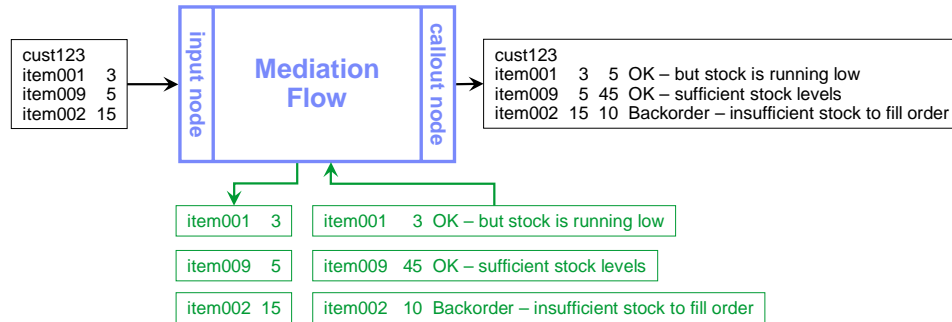 cust123
item001 3
item009 5
item002 15
input node
Mediation
Flow
callout node
cust123
item001 3 5 OK – but stock is running low
item009 5 45 OK – sufficient stock levels
item002 15 10 Backorder – insufficient stock to fill order
item001 3
item001 3 OK – but stock is running low
item009 5
item009 45 OK – sufficient stock levels
item002 15
item002 10 Backorder – insufficient stock to fill order